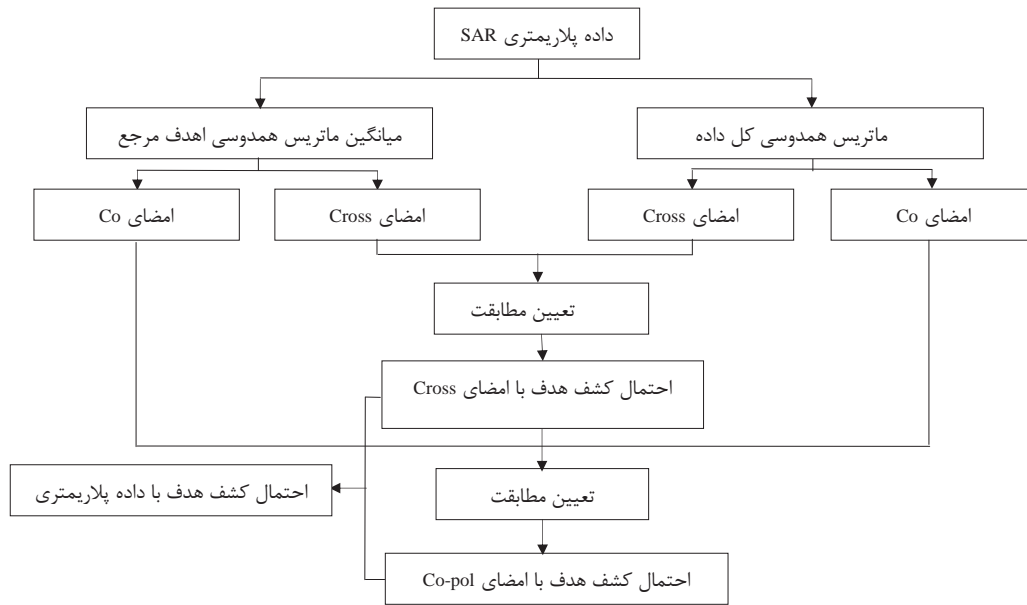 داده پلاریمتری SAR
ماتریس همدوسی کل داده
میانگین ماتریس همدوسی اهدف مرجع
امضای Co
امضای Cross
امضای Cross
امضای Co
تعیین مطابقت
احتمال کشف هدف با امضای Cross
تعیین مطابقت
احتمال کشف هدف با داده پلاریمتری
احتمال کشف هدف با امضای Co-pol